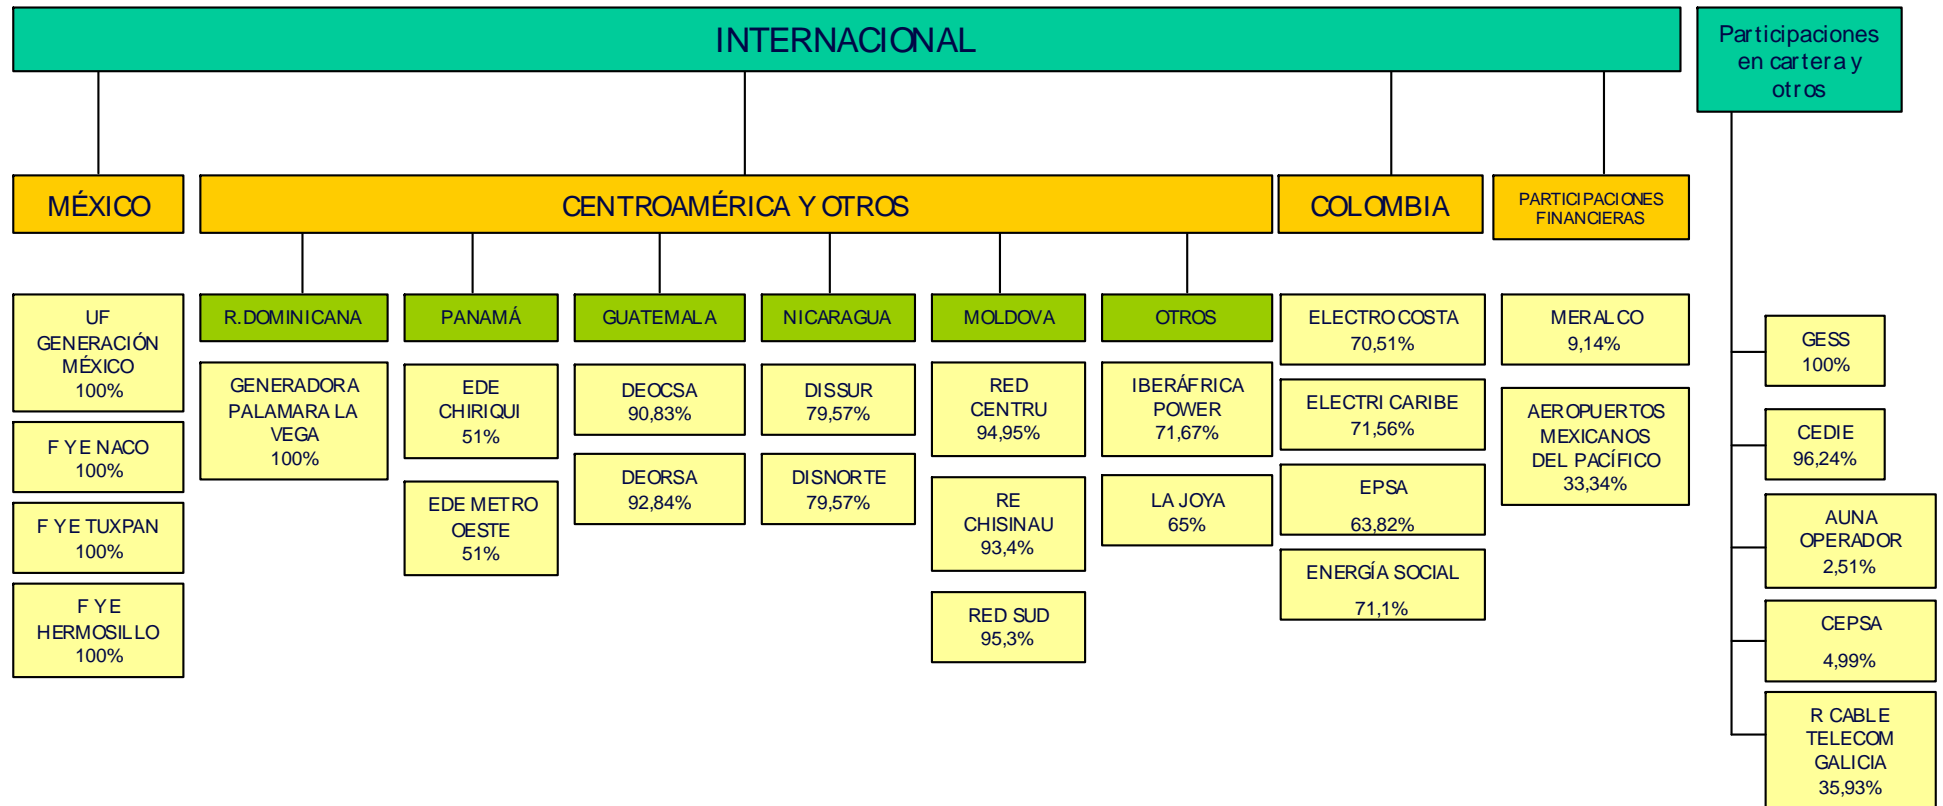 INTERNACIONAL
Participaciones
en cartera y
otros
MÉXICO
CENTROAMÉRICA Y OTROS
COLOMBIA
PARTICIPACIONES
FINANCIERAS
UF
GENERACIÓN
MÉXICO
100%
F Y E NACO
100%
F Y E TUXPAN
100%
F Y E
HERMOSILLO
100%
R.DOMINICANA
GENERADORA
PALAMARA LA
VEGA
100%
PANAMÁ
EDE
CHIRIQUI
51%
EDE METRO
OESTE
51%
GUATEMALA
DEOCSA
90,83%
DEORSA
92,84%
NICARAGUA
DISSUR
79,57%
DISNORTE
79,57%
MOLDOVA
RED
CENTRU
94,95%
RE
CHISINAU
93,4%
RED SUD
95,3%
OTROS
IBERÁFRICA
POWER
71,67%
LA JOYA
65%
ELECTROCOSTA
70,51%
ELECTRI CARIBE
71,56%
EPSA
63,82%
ENERGÍA SOCIAL
71,1%
MERALCO
9,14%
AEROPUERTOS
MEXICANOS
DEL PACÍFICO
33,34%
GESS
100%
CEDIE
96,24%
AUNA
OPERADOR
2,51%
CEPSA
4,99%
R CABLE
TELECOM
GALICIA
35,93%